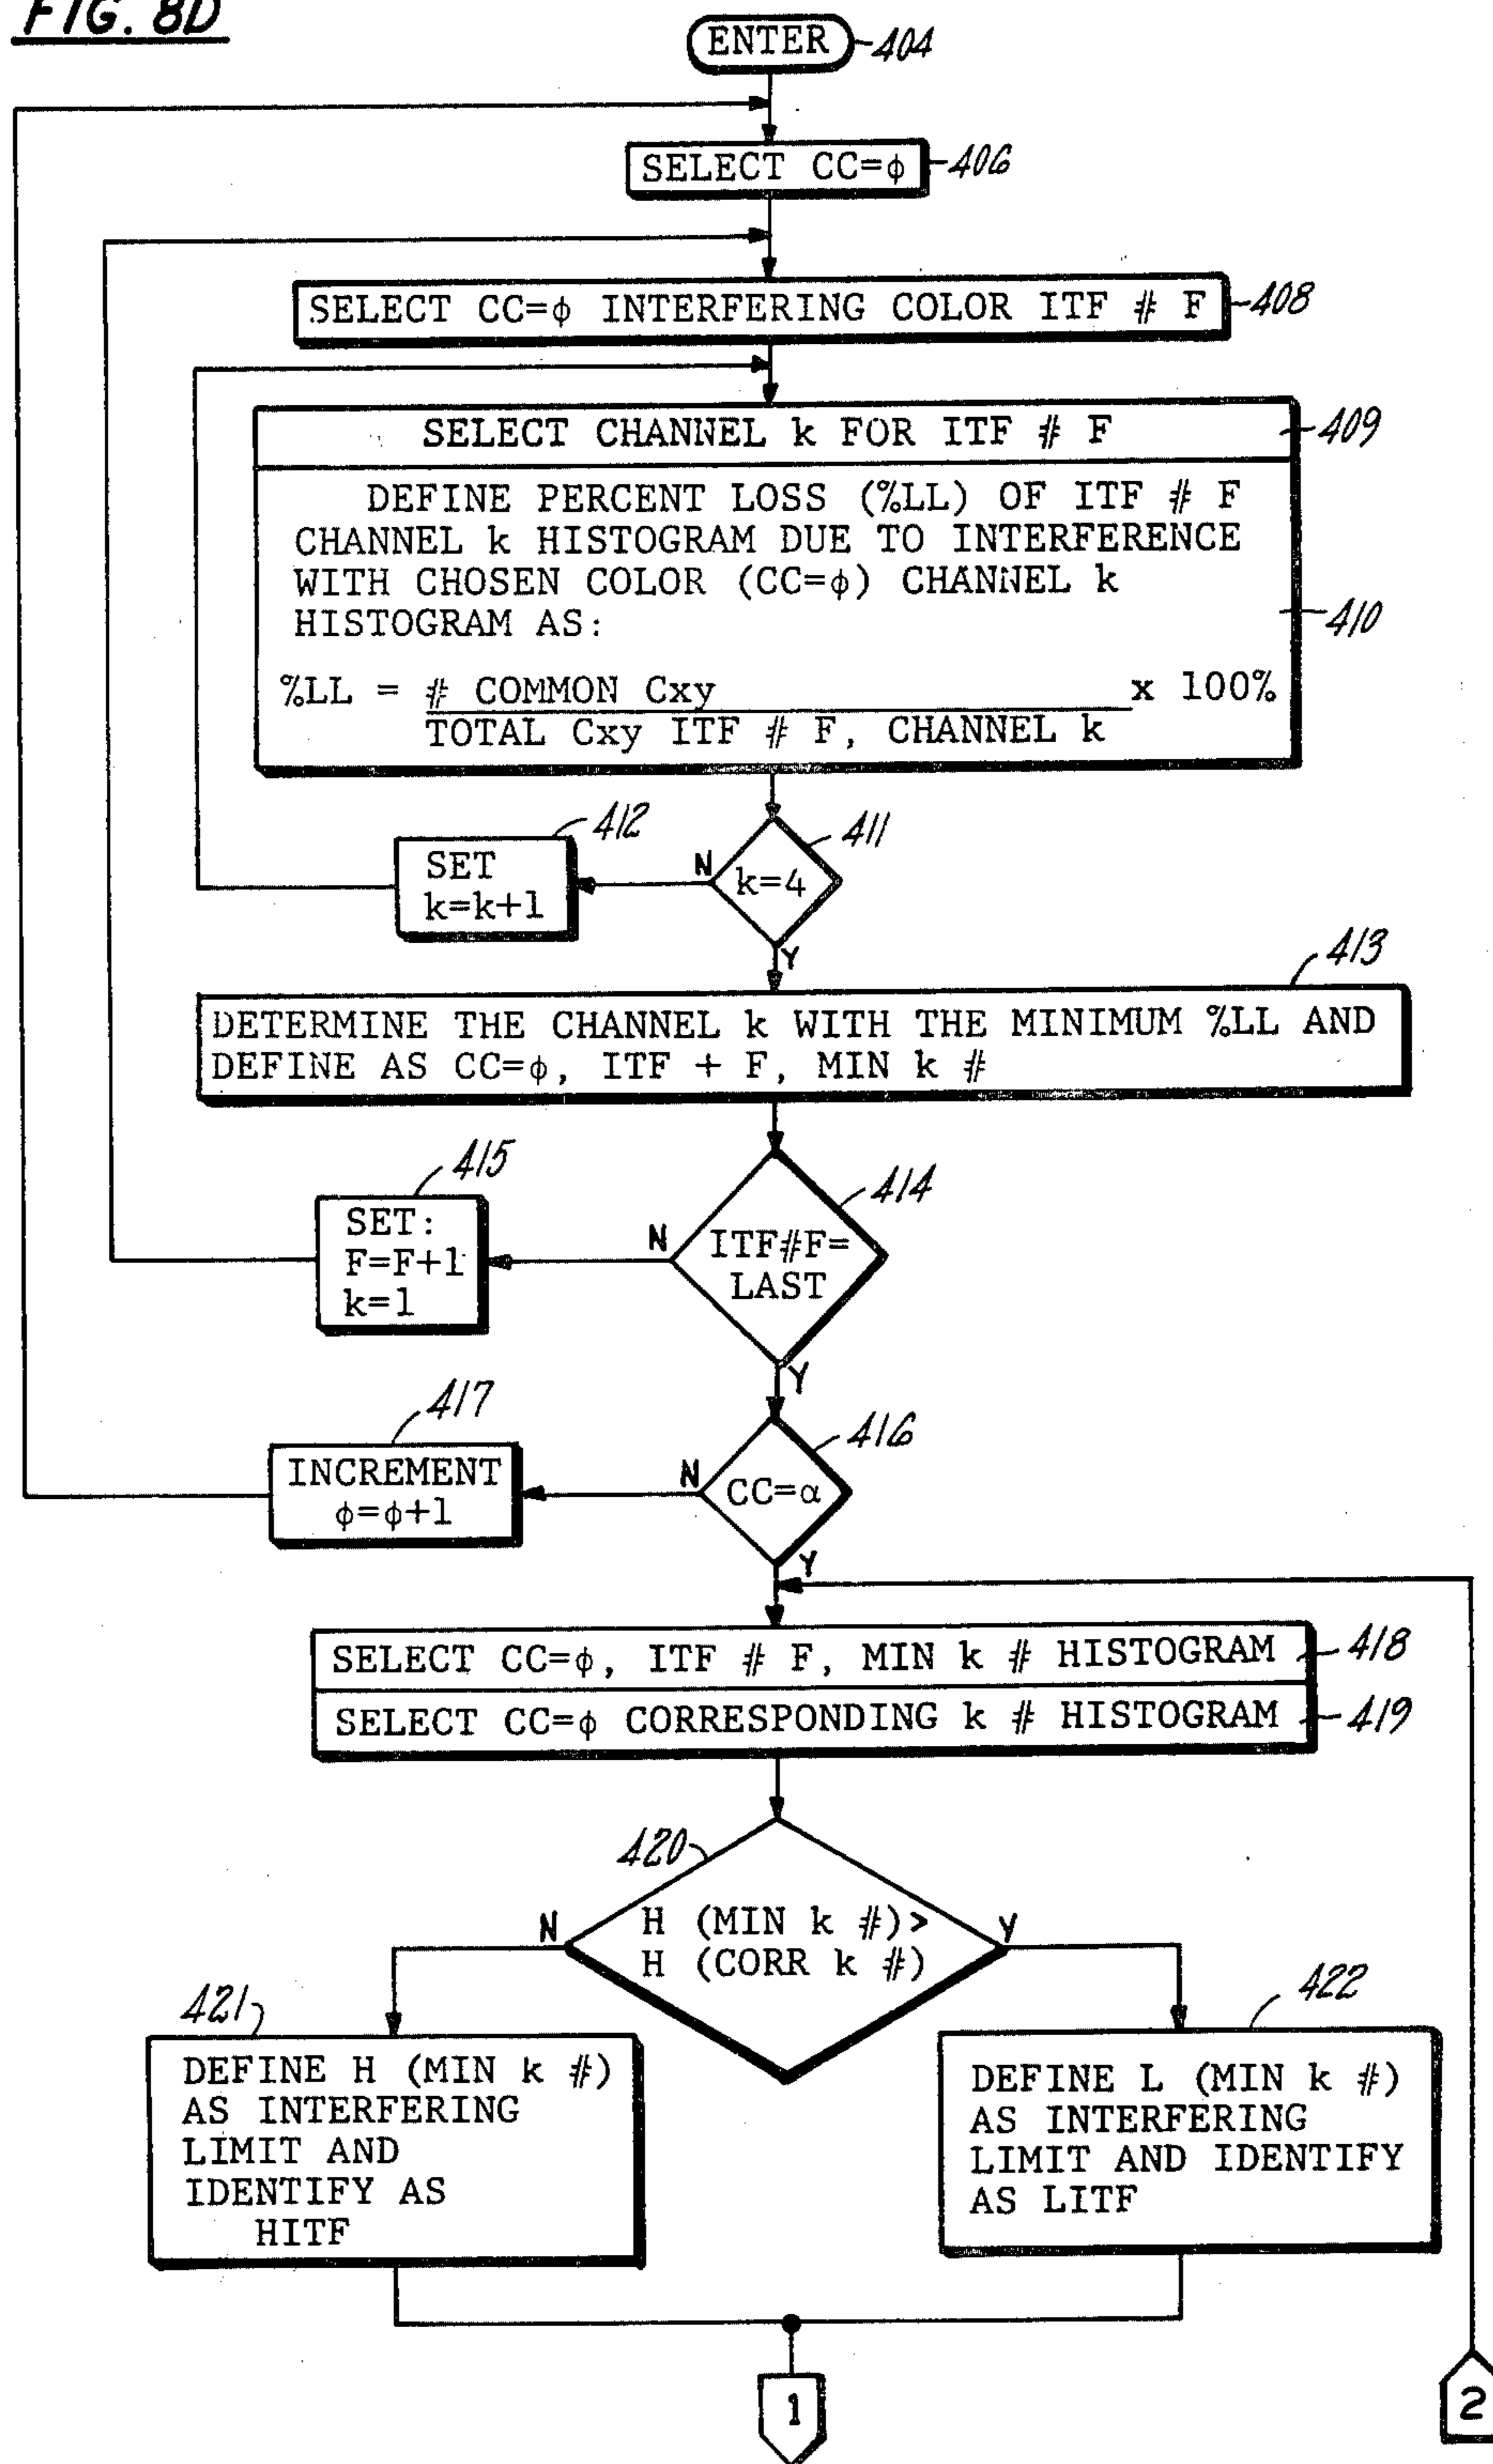 FIG. 8D
ENTER
404
SELECT CC=ϕ
406
SELECT CC=ϕ INTERFERING COLOR ITF # F
408
SELECT CHANNEL k FOR ITF # F
409
DEFINE PERCENT LOSS (%LL) OF ITF # F
CHANNEL k HISTOGRAM DUE TO INTERFERENCE
WITH CHOSEN COLOR (CC=ϕ) CHANNEL k
HISTOGRAM AS:
410
%LL = # COMMON Cxy x 100%
TOTAL Cxy ITF # F, CHANNEL k
412
411
SET
k=k+1
N
k=4
Y
413
DETERMINE THE CHANNEL k WITH THE MINIMUM %LL AND
DEFINE AS CC=ϕ, ITF + F, MIN k #
415
414
SET:
F=F+1
k=1
N
ITF#F=
LAST
Y
417
416
INCREMENT
ϕ=ϕ+1
N
CC=α
Y
SELECT CC=ϕ, ITF # F, MIN k # HISTOGRAM
418
SELECT CC=ϕ CORRESPONDING k # HISTOGRAM
419
420
N
H (MIN k #)>
H (CORR k #)
Y
421
DEFINE H (MIN k #)
AS INTERFERING
LIMIT AND
IDENTIFY AS
HITF
422
DEFINE L (MIN k #)
AS INTERFERING
LIMIT AND IDENTIFY
AS LITF
1
2